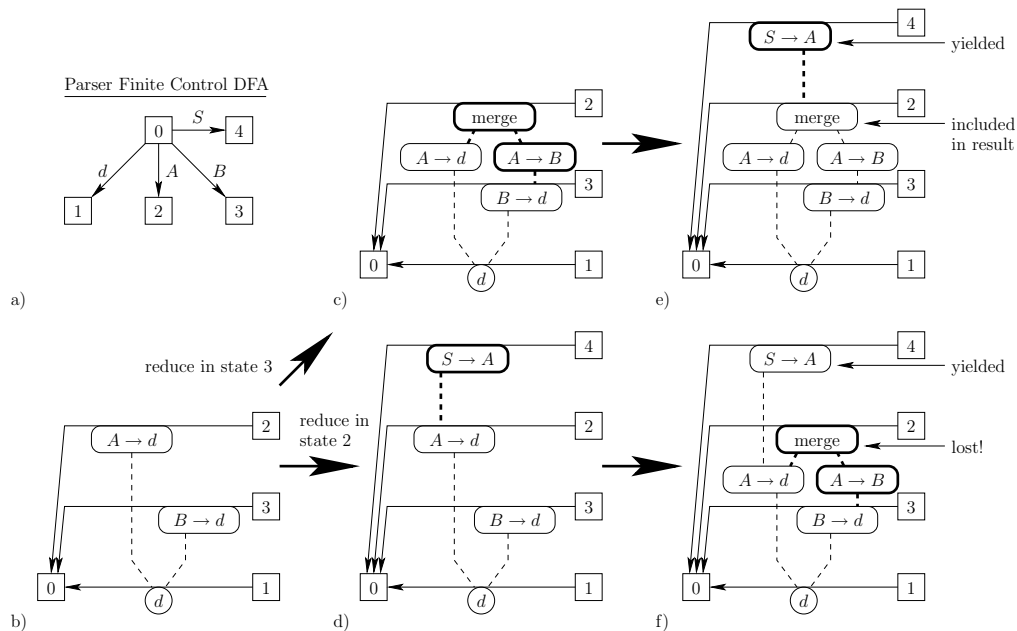 Parser Finite Control DFA
0
S
4
d
A
B
1
2
3
a)
2
merge
A → d
A → B
3
B → d
0
1
d
c)
4
S → A
yielded
2
merge
included
in result
A → d
A → B
3
B → d
0
1
d
e)
reduce in state 3
2
A → d
3
B → d
0
1
d
b)
reduce in
state 2
4
S → A
2
A → d
3
B → d
0
1
d
d)
4
S → A
yielded
2
merge
lost!
A → d
A → B
3
B → d
0
1
d
f)